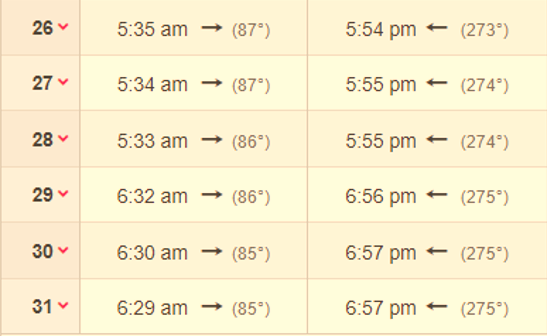 26 5:35 am → (87°) 5:54 pm ← (273°)
27 5:34 am → (87°) 5:55 pm ← (274°)
28 5:33 am → (86°) 5:55 pm ← (274°)
29 6:32 am → (86°) 6:56 pm ← (275°)
30 6:30 am → (85°) 6:57 pm ← (275°)
31 6:29 am → (85°) 6:57 pm ← (275°)